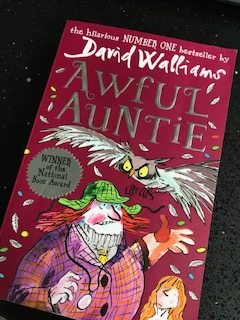 the hilarious NUMBER ONE bestseller by
David Walliams
AWFUL
AUNTIE
WINNER
of the
National
Book Award